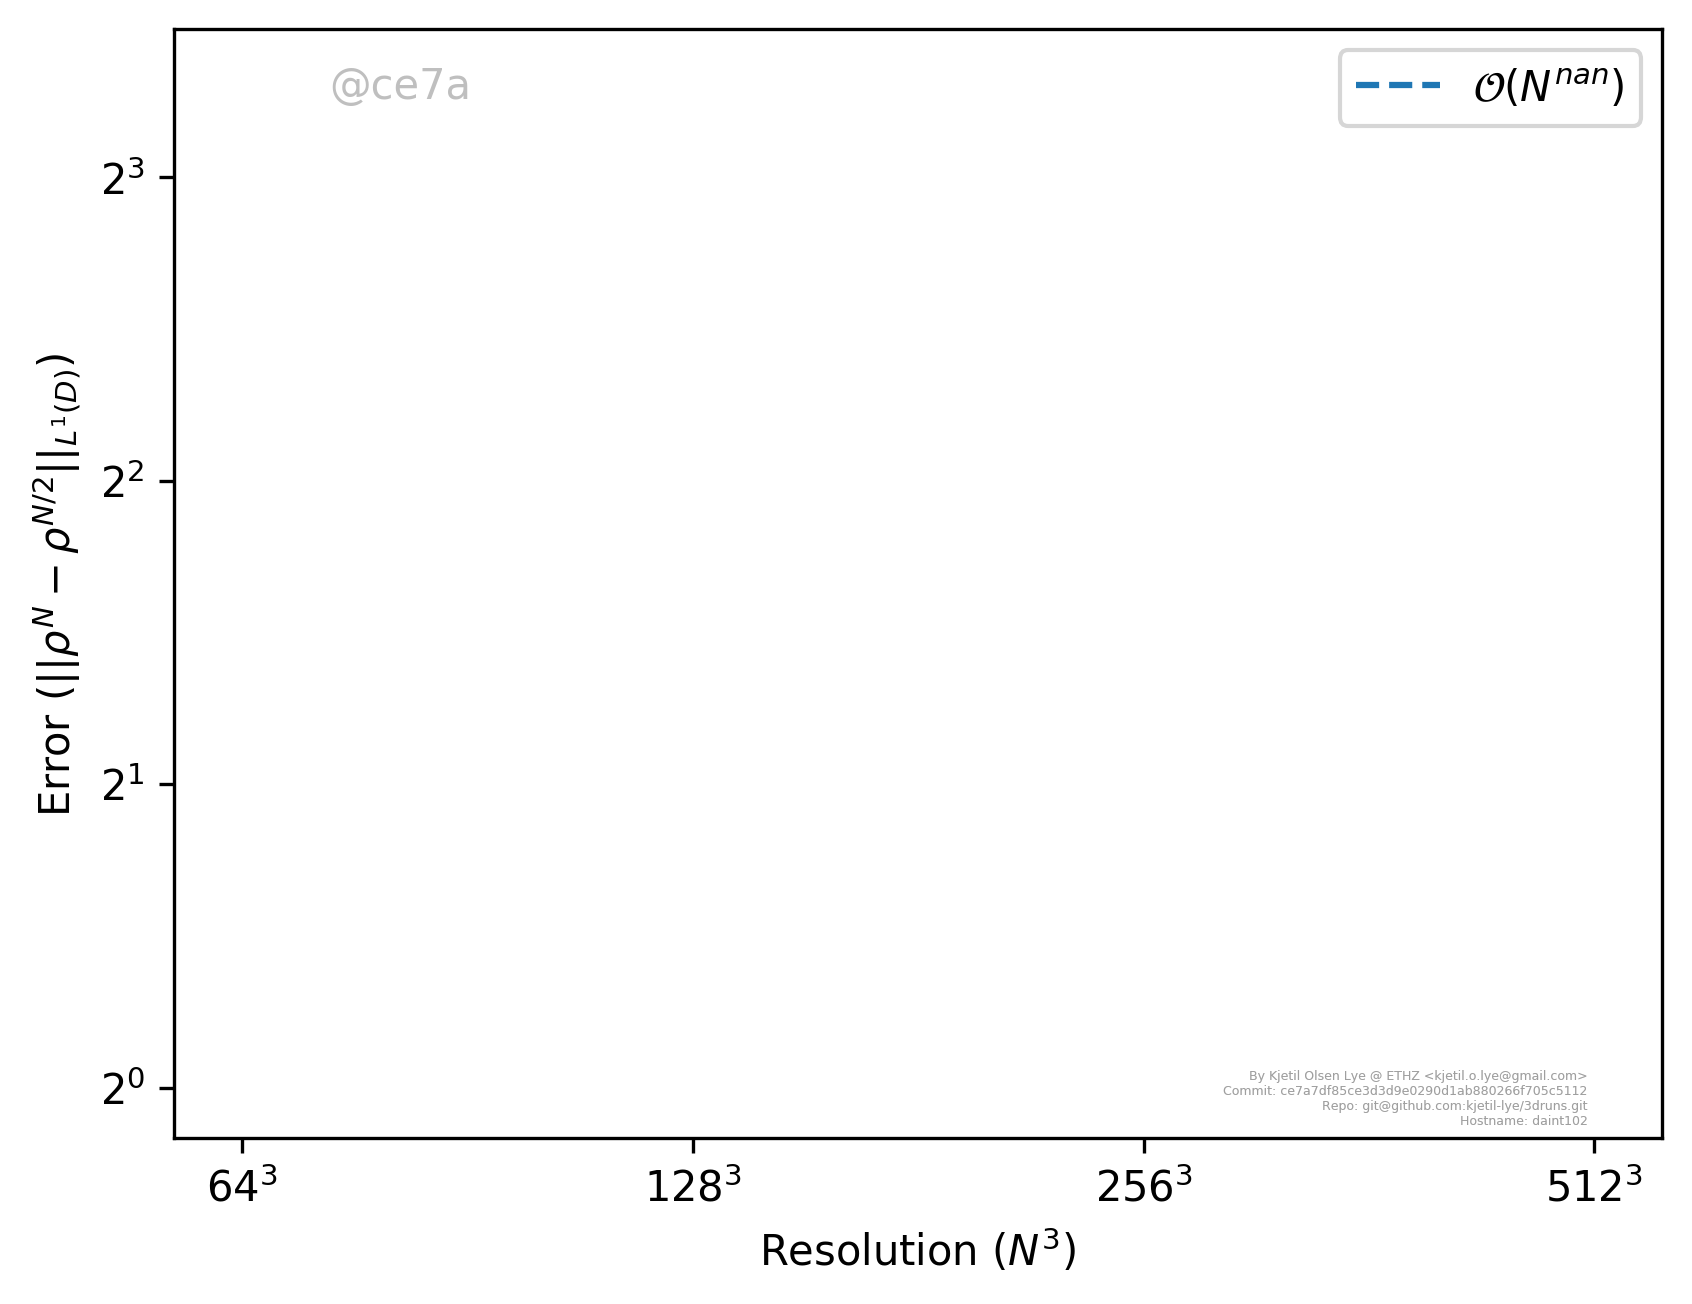 @ce7a
O(N^nan)
2^3
2^2
2^1
2^0
Error (||ρ^N − ρ^{N/2}||_{L^1(D)})
By Kjetil Olsen Lye @ ETHZ <kjetil.o.lye@gmail.com>
Commit: ce7a7df85ce3d3d9e0290d1ab880266f705c5112
Repo: git@github.com:kjetil-lye/3druns.git
Hostname: daint102
64^3 128^3 256^3 512^3
Resolution (N^3)